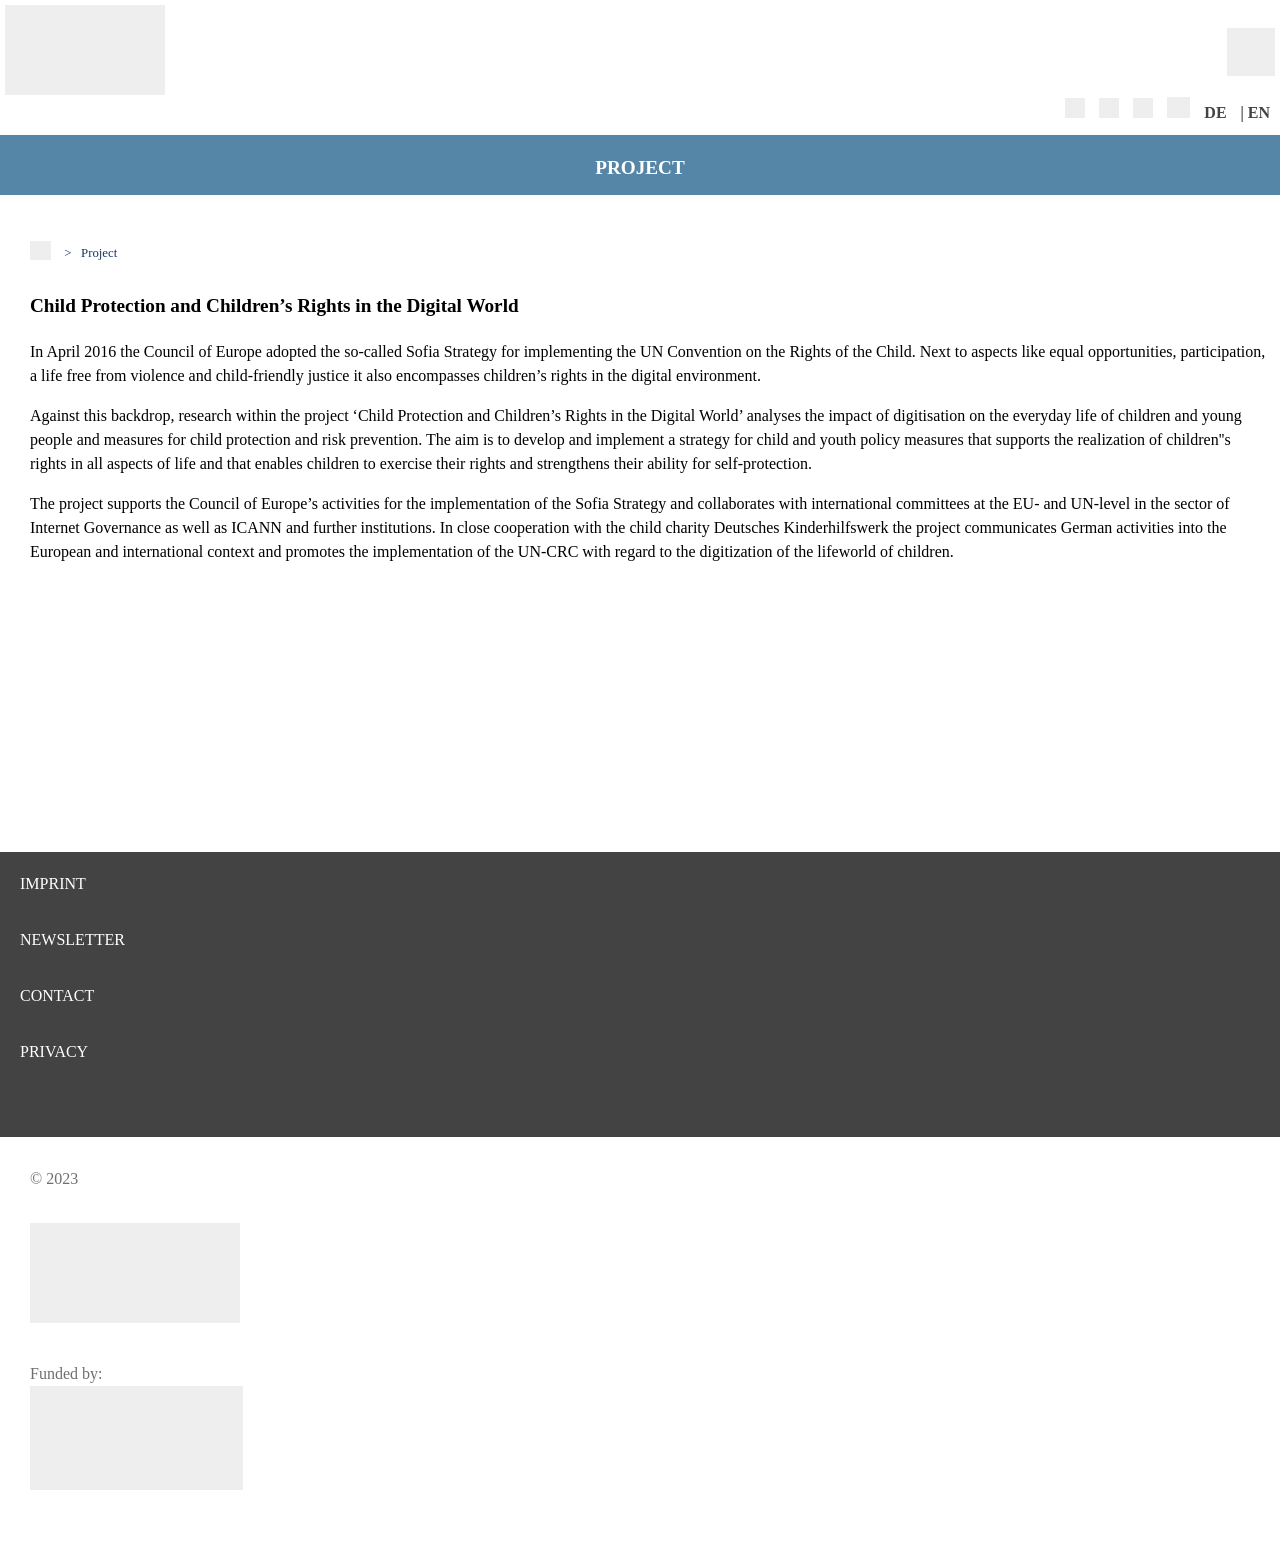 DE | EN
PROJECT
> Project
Child Protection and Children’s Rights in the Digital World
In April 2016 the Council of Europe adopted the so-called Sofia Strategy for implementing the UN Convention on the Rights of the Child. Next to aspects like equal opportunities, participation,
a life free from violence and child-friendly justice it also encompasses children’s rights in the digital environment.
Against this backdrop, research within the project ‘Child Protection and Children’s Rights in the Digital World’ analyses the impact of digitisation on the everyday life of children and young
people and measures for child protection and risk prevention. The aim is to develop and implement a strategy for child and youth policy measures that supports the realization of children"s
rights in all aspects of life and that enables children to exercise their rights and strengthens their ability for self-protection.
The project supports the Council of Europe’s activities for the implementation of the Sofia Strategy and collaborates with international committees at the EU- and UN-level in the sector of
Internet Governance as well as ICANN and further institutions. In close cooperation with the child charity Deutsches Kinderhilfswerk the project communicates German activities into the
European and international context and promotes the implementation of the UN-CRC with regard to the digitization of the lifeworld of children.
IMPRINT
NEWSLETTER
CONTACT
PRIVACY
© 2023
Funded by: